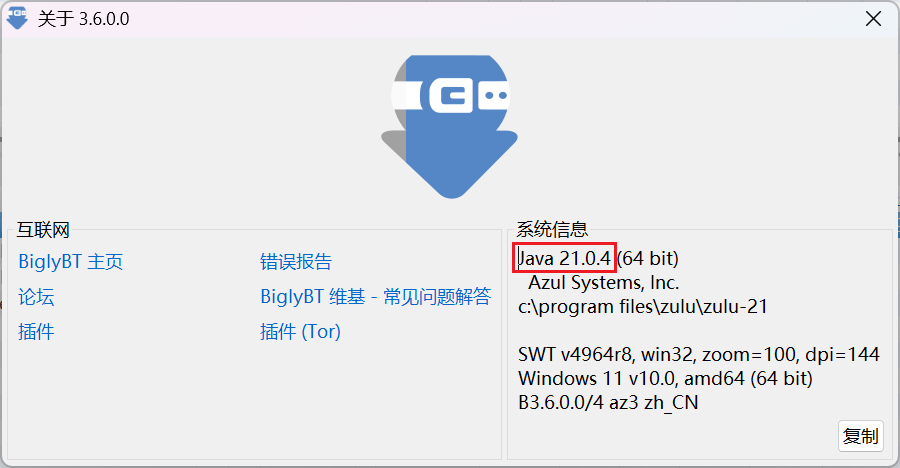 关于 3.6.0.0
互联网
BiglyBT 主页
错误报告
论坛
BiglyBT 维基 - 常见问题解答
插件
插件 (Tor)
系统信息
Java 21.0.4 (64 bit)
Azul Systems, Inc.
c:\program files\zulu\zulu-21
SWT v4964r8, win32, zoom=100, dpi=144
Windows 11 v10.0, amd64 (64 bit)
B3.6.0.0/4 az3 zh_CN
复制